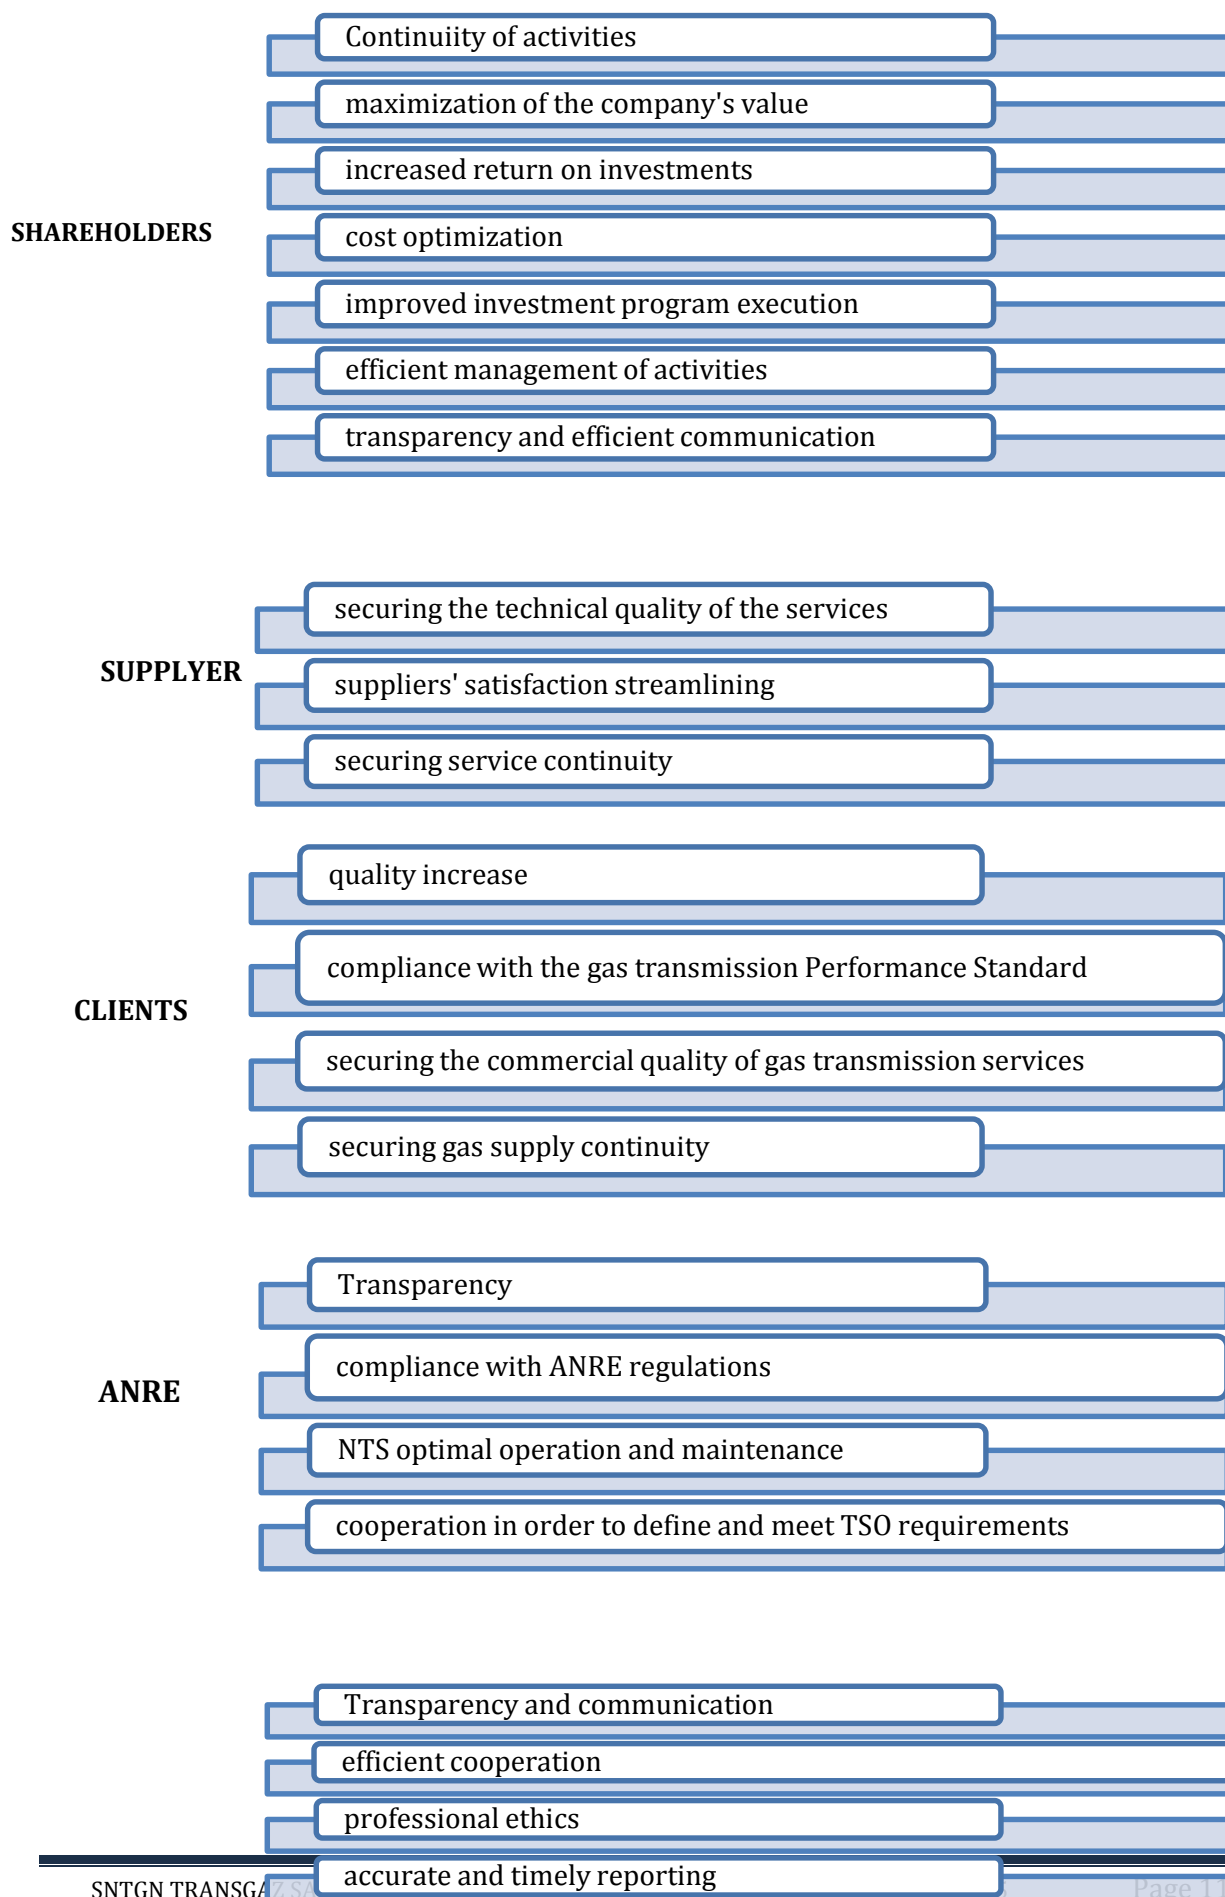 Continuiity of activities
maximization of the company's value
increased return on investments
SHAREHOLDERS
cost optimization
improved investment program execution
efficient management of activities
transparency and efficient communication
securing the technical quality of the services
SUPPLYER
suppliers' satisfaction streamlining
securing service continuity
quality increase
compliance with the gas transmission Performance Standard
CLIENTS
securing the commercial quality of gas transmission services
securing gas supply continuity
Transparency
compliance with ANRE regulations
ANRE
NTS optimal operation and maintenance
cooperation in order to define and meet TSO requirements
Transparency and communication
efficient cooperation
professional ethics
accurate and timely reporting
SNTGN TRANSGAZ SA Page